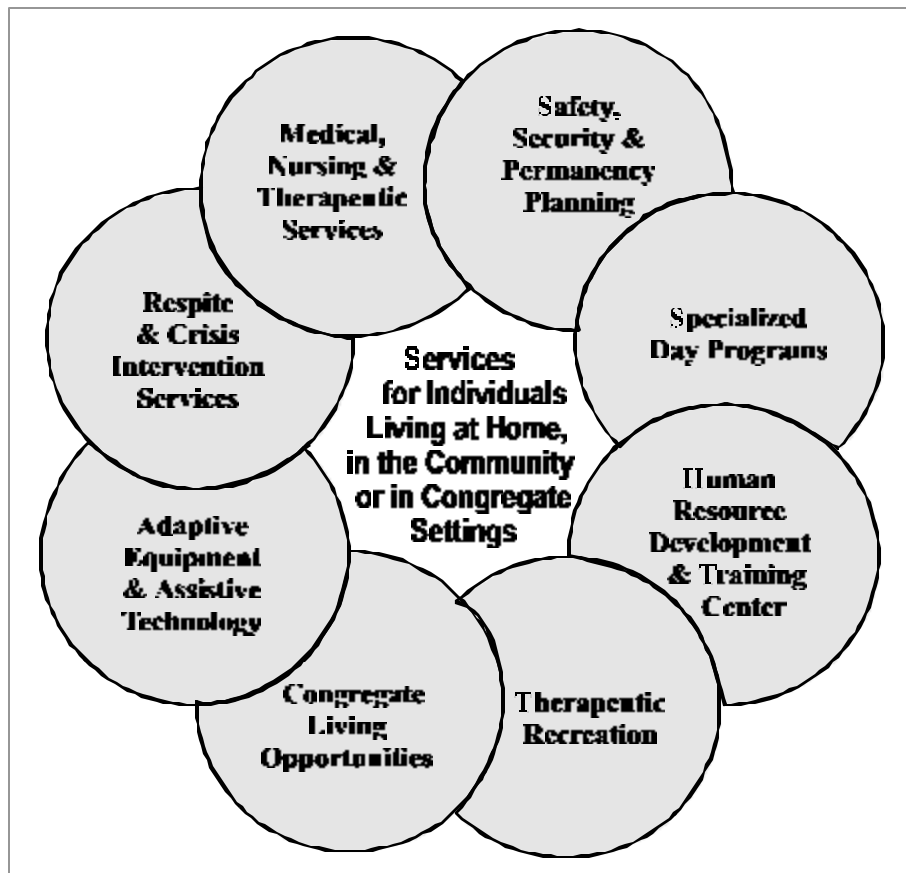 Medical,
Nursing &
Therapeutic
Services
Safety,
Security &
Permanency
Planning
Respite
& Crisis
Intervention
Services
Specialized
Day Programs
Services
for Individuals
Living at Home,
in the Community
or in Congregate
Settings
Adaptive
Equipment
& Assistive
Technology
Human
Resource
Development
& Training
Center
Congregate
Living
Opportunities
Therapeutic
Recreation